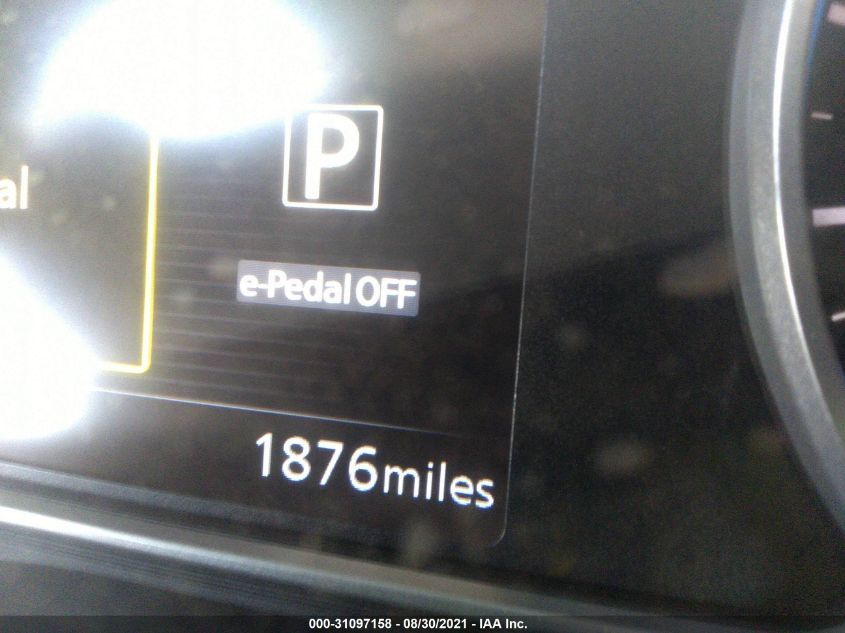 P
al
e-Pedal OFF
1876miles
000-31097158 - 08/30/2021 - IAA Inc.